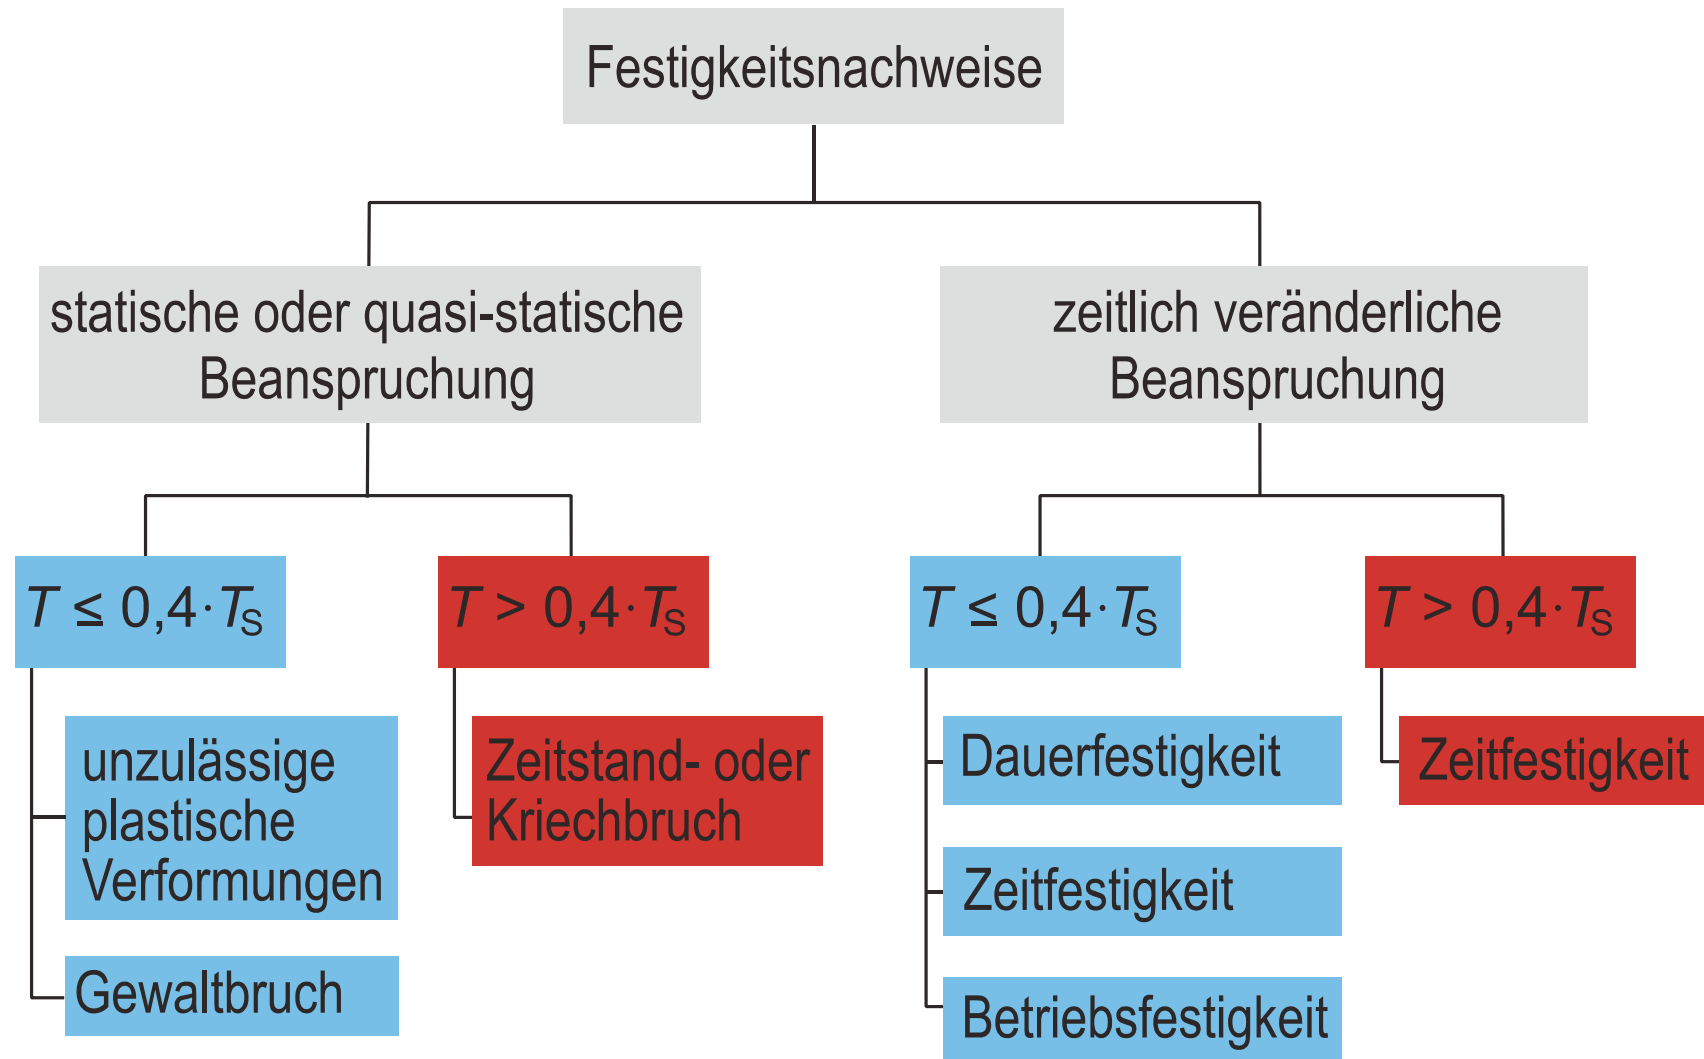 Festigkeitsnachweise
statische oder quasi-statische
Beanspruchung
zeitlich veränderliche
Beanspruchung
T ≤ 0,4·TS
T > 0,4·TS
T ≤ 0,4·TS
T > 0,4·TS
unzulässige
plastische
Verformungen
Gewaltbruch
Zeitstand- oder
Kriechbruch
Dauerfestigkeit
Zeitfestigkeit
Betriebsfestigkeit
Zeitfestigkeit